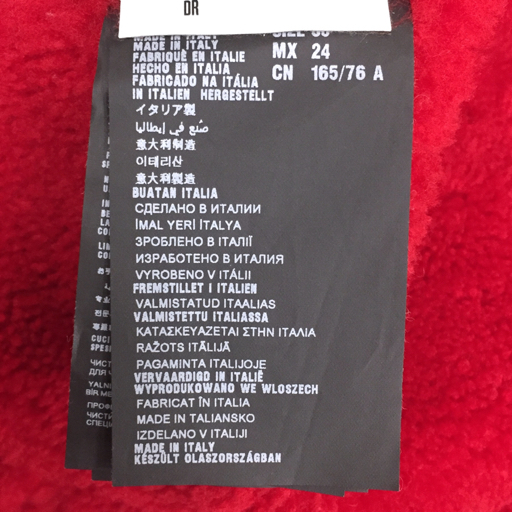 DR
MADE IN ITALY
MADE IN ITALY
FABRIQUÉ EN ITALIE
HECHO EN ITALIA
FABRICADO NA ITÁLIA
IN ITALIEN HERGESTELLT
SIZE
MX 24
CN 165/76 A
イタリア製
صُنع في إيطاليا
意大利制造
이태리산
意大利製造
BUATAN ITALIA
СДЕЛАНО В ИТАЛИИ
İMAL YERİ İTALYA
ЗРОБЛЕНО В ІТАЛІЇ
ИЗРАБОТЕНО В ИТАЛИЯ
VYROBENO V ITÁLII
FREMSTILLET I ITALIEN
VALMISTATUD ITAALIAS
VALMISTETTU ITALIASSA
ΚΑΤΑΣΚΕΥΑΖΕΤΑΙ ΣΤΗΝ ΙΤΑΛΙΑ
RAŽOTS ITĀLIJĀ
PAGAMINTA ITALIJOJE
VERVAARDIGD IN ITALIË
WYPRODUKOWANO WE WLOSZECH
FABRICAT ÎN ITALIA
MADE IN TALIANSKO
IZDELANO V ITALIJI
MADE IN ITALY
KÉSZÜLT OLASZORSZÁGBAN